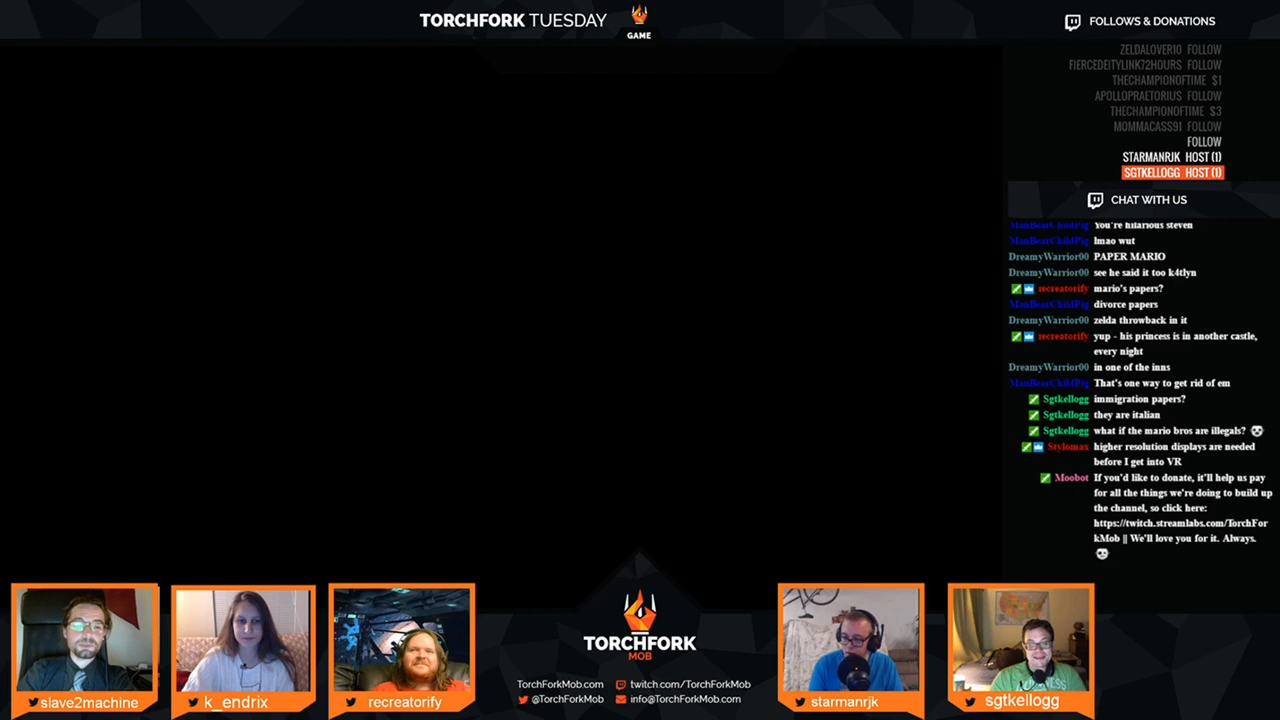 TORCHFORK TUESDAY
GAME
FOLLOWS & DONATIONS
ZELDALOVER10 FOLLOW
FIERCEDEITYLINK72HOURS FOLLOW
THECHAMPIONOFTIME $1
APOLLOPRAETORIUS FOLLOW
THECHAMPIONOFTIME $3
MOMMACASS91 FOLLOW
FOLLOW
STARMANRJK HOST (1)
SGTKELLOGG HOST (1)
CHAT WITH US
ManBearChildPig You're hilarious steven
ManBearChildPig lmao wut
DreamyWarrior00 PAPER MARIO
DreamyWarrior00 see he said it too k4tlyn
recreatorify mario's papers?
ManBearChildPig divorce papers
DreamyWarrior00 zelda throwback in it
recreatorify yup - his princess is in another castle,
every night
DreamyWarrior00 in one of the inns
ManBearChildPig That's one way to get rid of em
Sgtkellogg immigration papers?
Sgtkellogg they are italian
Sgtkellogg what if the mario bros are illegals?
Stylomax higher resolution displays are needed
before I get into VR
Moobot If you'd like to donate, it'll help us pay
for all the things we're doing to build up
the channel, so click here:
https://twitch.streamlabs.com/TorchFor
kMob || We'll love you for it. Always.
slave2machine
k_endrix
recreatorify
TORCHFORK
MOB
TorchForkMob.com twitch.com/TorchForkMob
@TorchForkMob info@TorchForkMob.com
starmanrjk
sgtkellogg